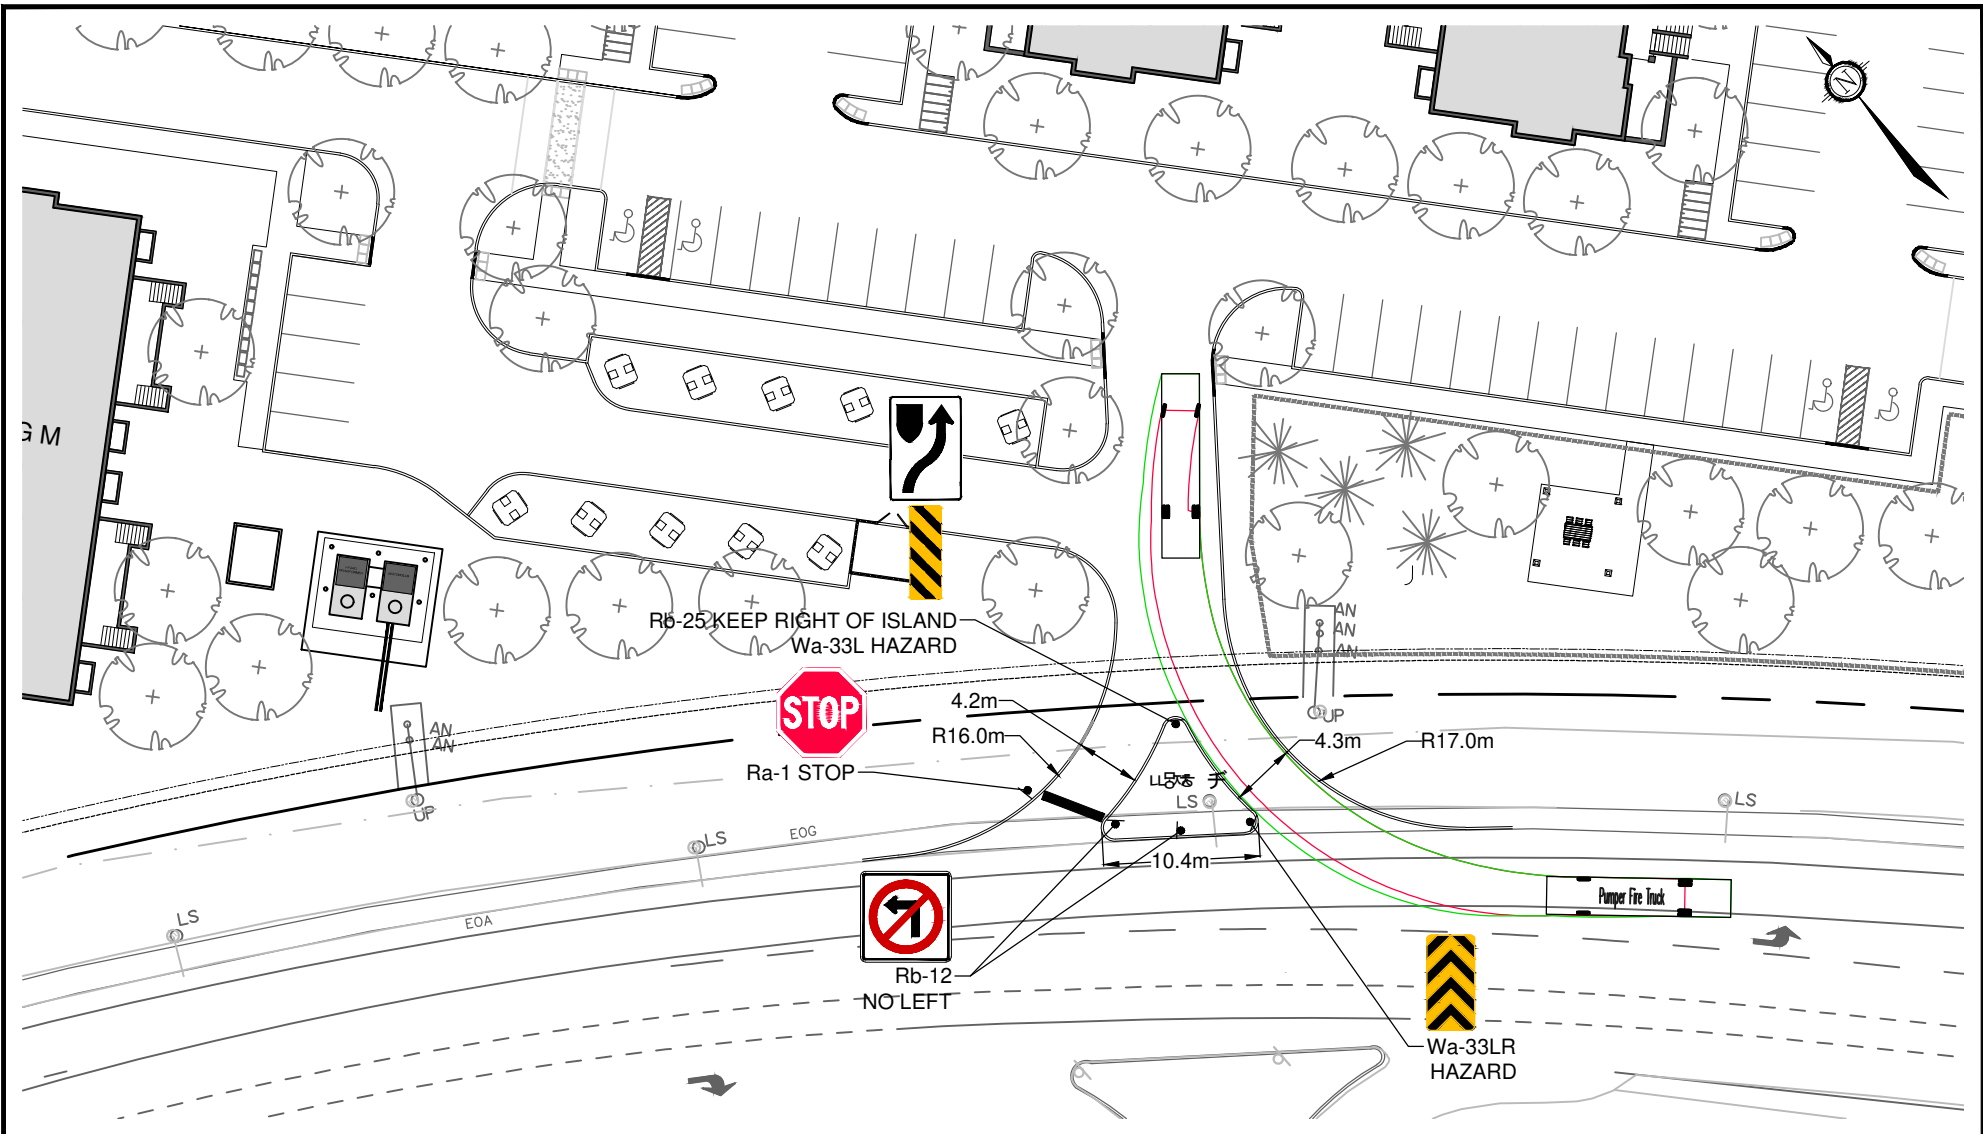 N
G M
Rb-25 KEEP RIGHT OF ISLAND
Wa-33L HAZARD
AN
AN
AN
UP
STOP
4.2m
R16.0m
4.3m
R17.0m
Ra-1 STOP
AN
AN
UP
LS
LS
LS
EOG
LS
EOA
10.4m
Pumper Fire Truck
Rb-12
NO LEFT
Wa-33LR
HAZARD